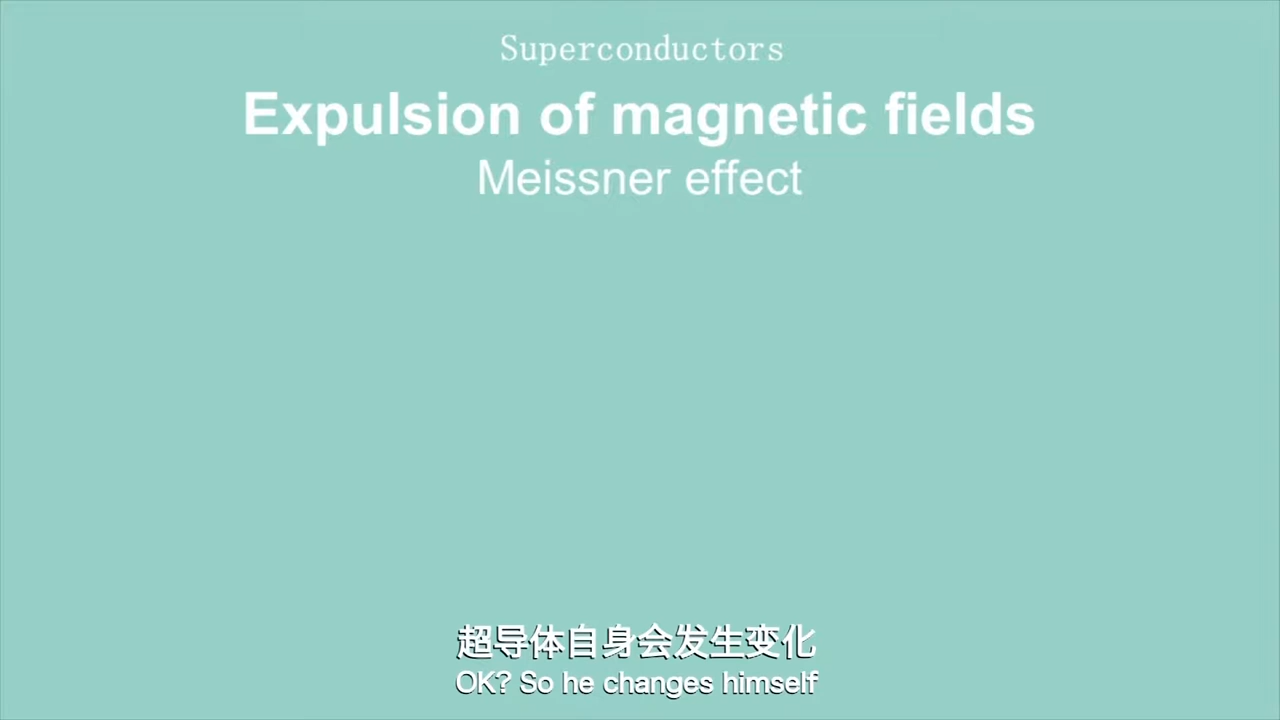 Superconductors
Expulsion of magnetic fields
Meissner effect
超导体自身会发生变化
OK? So he changes himself